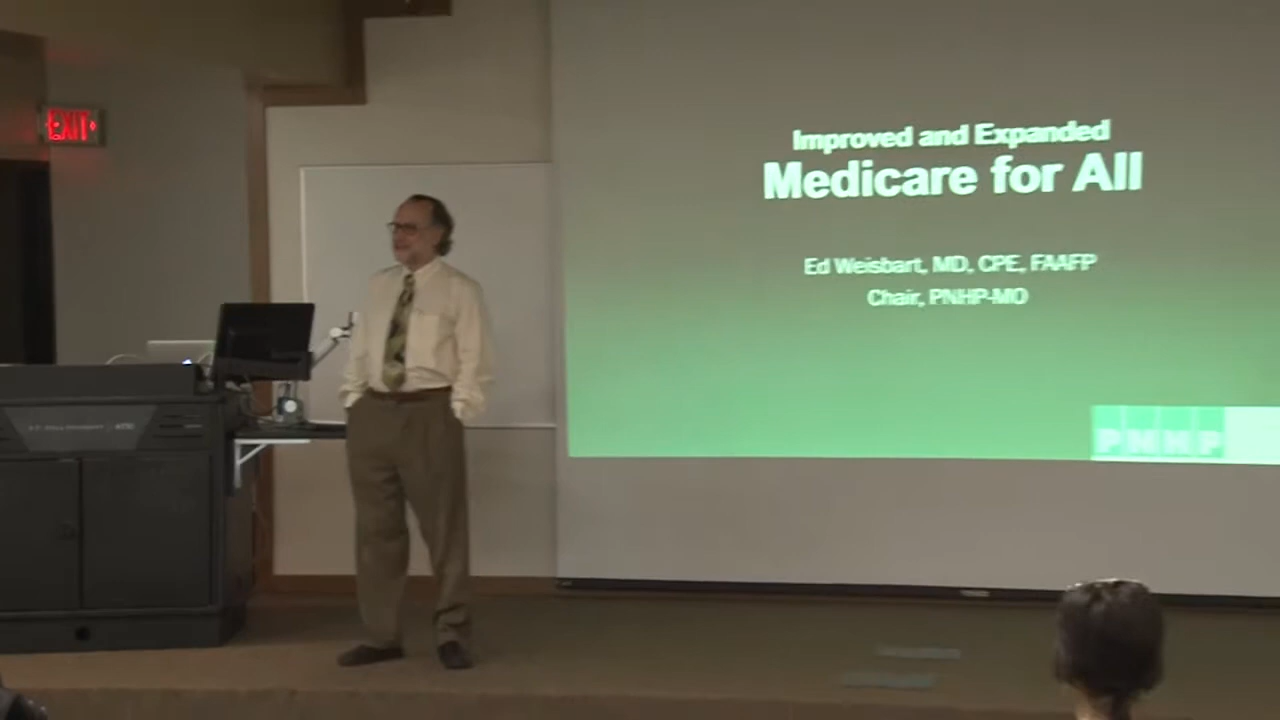 EXIT
Improved and Expanded
Medicare for All
Ed Weisbart, MD, CPE, FAAFP
Chair, PNHP-MO
PNHP